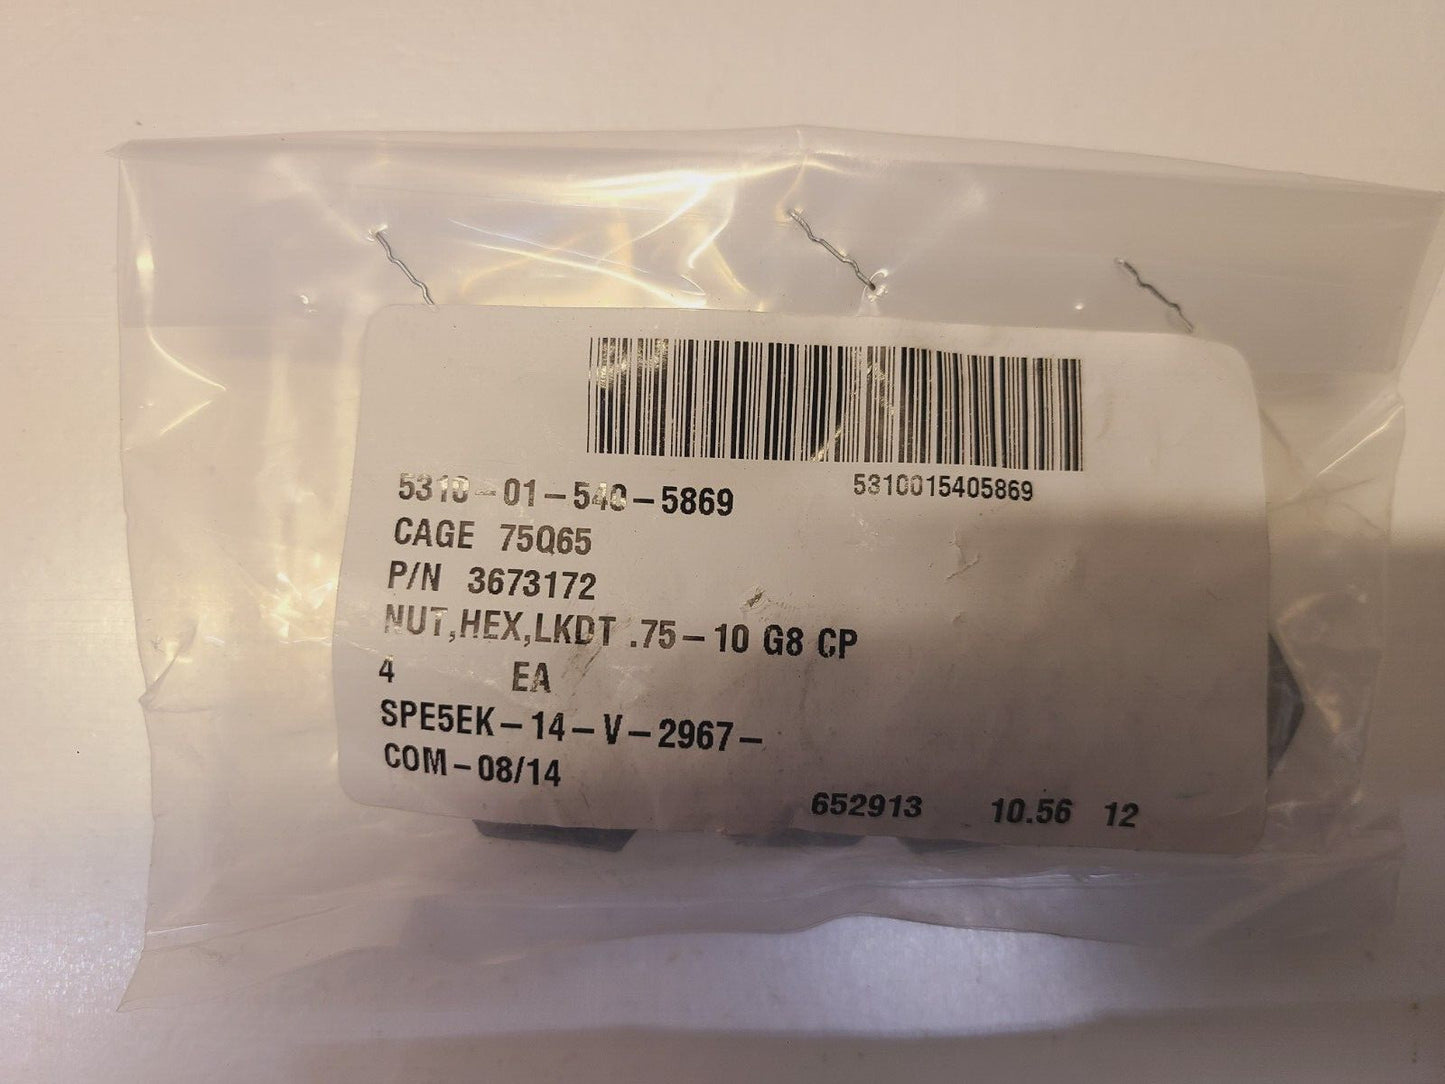 5310-01-540-5869
5310015405869
CAGE 75Q65
P/N 3673172
NUT,HEX,LKDT .75-10 G8 CP
4 EA
SPE5EK-14-V-2967-
COM-08/14
652913 10.56 12